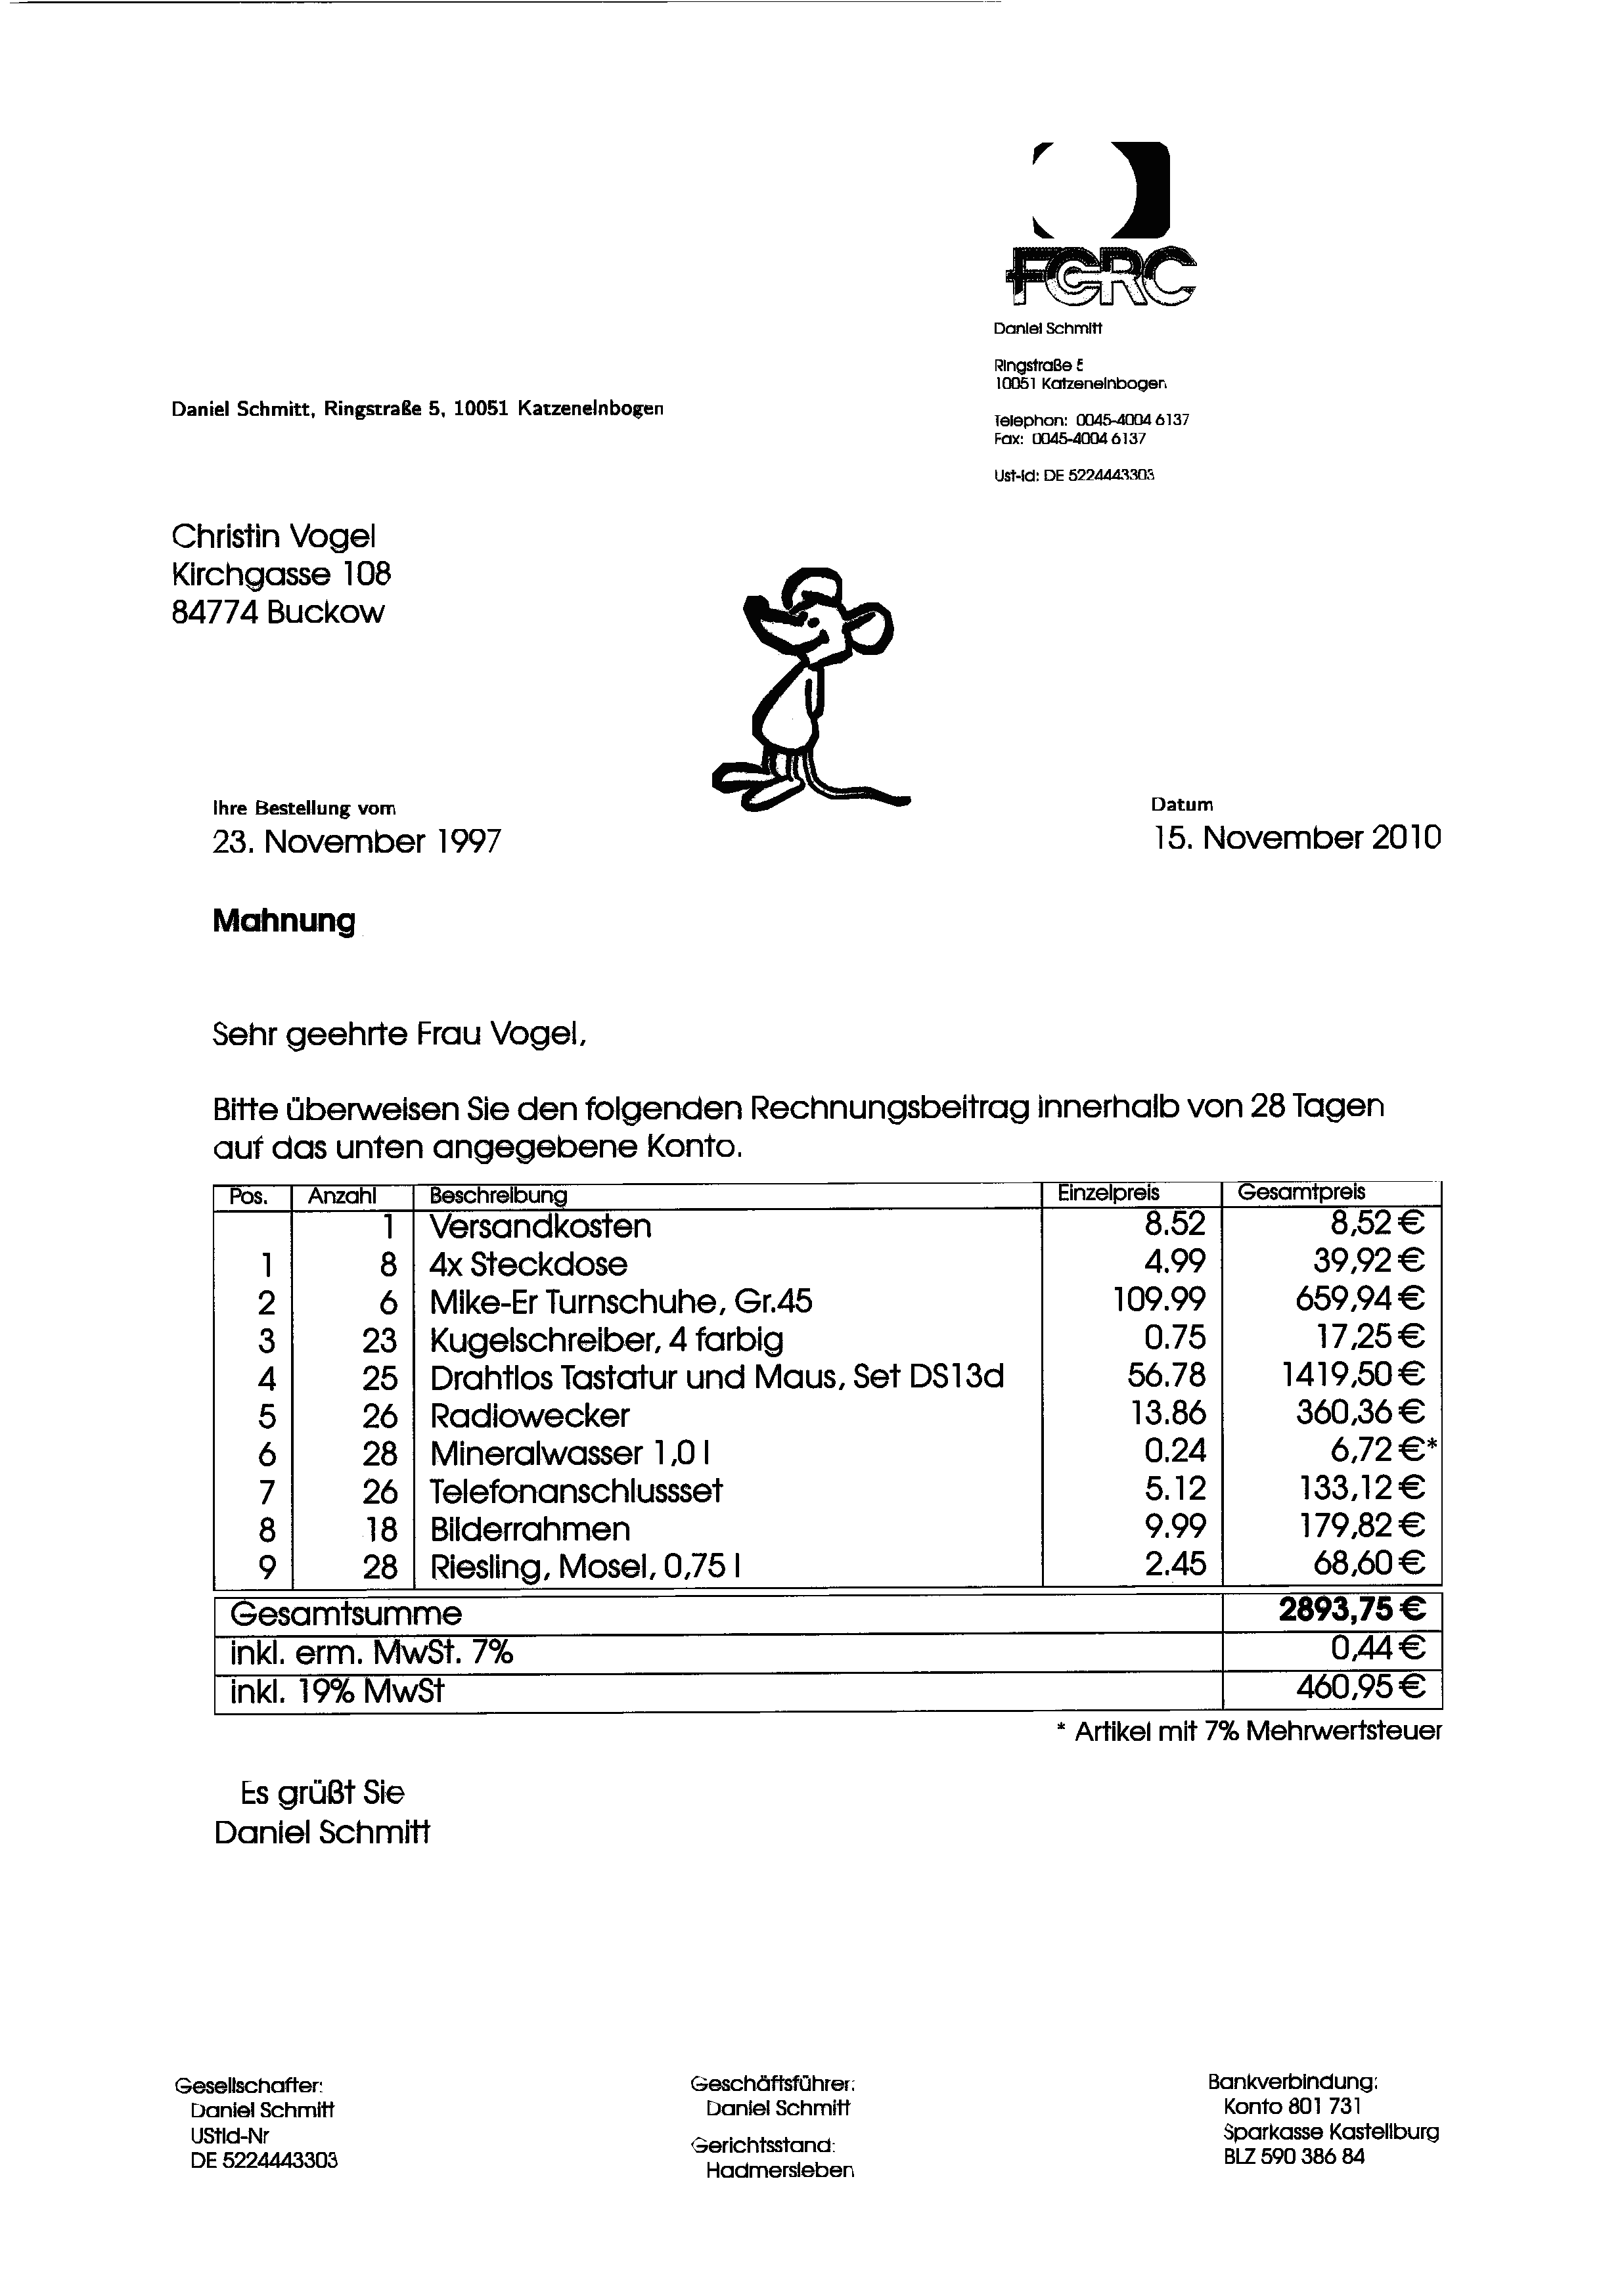 FCRC
Daniel Schmitt
Ringstraße 5
10051 Katzenelnbogen
Telephon: 0045-4004 6137
Fax: 0045-4004 6137
Ust-Id: DE 5224443303
Daniel Schmitt, Ringstraße 5, 10051 Katzenelnbogen
Christin Vogel
Kirchgasse 108
84774 Buckow
Ihre Bestellung vom
23. November 1997
Datum
15. November 2010
Mahnung
Sehr geehrte Frau Vogel,
Bitte überweisen Sie den folgenden Rechnungsbeitrag innerhalb von 28 Tagen
auf das unten angegebene Konto.
Pos. Anzahl Beschreibung Einzelpreis Gesamtpreis
1 Versandkosten 8.52 8,52 €
1 8 4x Steckdose 4.99 39,92 €
2 6 Mike-Er Turnschuhe, Gr.45 109.99 659,94 €
3 23 Kugelschreiber, 4 farbig 0.75 17,25 €
4 25 Drahtlos Tastatur und Maus, Set DS13d 56.78 1419,50 €
5 26 Radiowecker 13.86 360,36 €
6 28 Mineralwasser 1,0 l 0.24 6,72 €*
7 26 Telefonanschlussset 5.12 133,12 €
8 18 Bilderrahmen 9.99 179,82 €
9 28 Riesling, Mosel, 0,75 l 2.45 68,60 €
Gesamtsumme 2893,75 €
inkl. erm. MwSt. 7% 0,44 €
inkl. 19% MwSt 460,95 €
* Artikel mit 7% Mehrwertsteuer
Es grüßt Sie
Daniel Schmitt
Gesellschafter:
Daniel Schmitt
UStId-Nr
DE 5224443303
Geschäftsführer:
Daniel Schmitt
Gerichtsstand:
Hadmersleben
Bankverbindung:
Konto 801 731
Sparkasse Kastellburg
BLZ 590 386 84